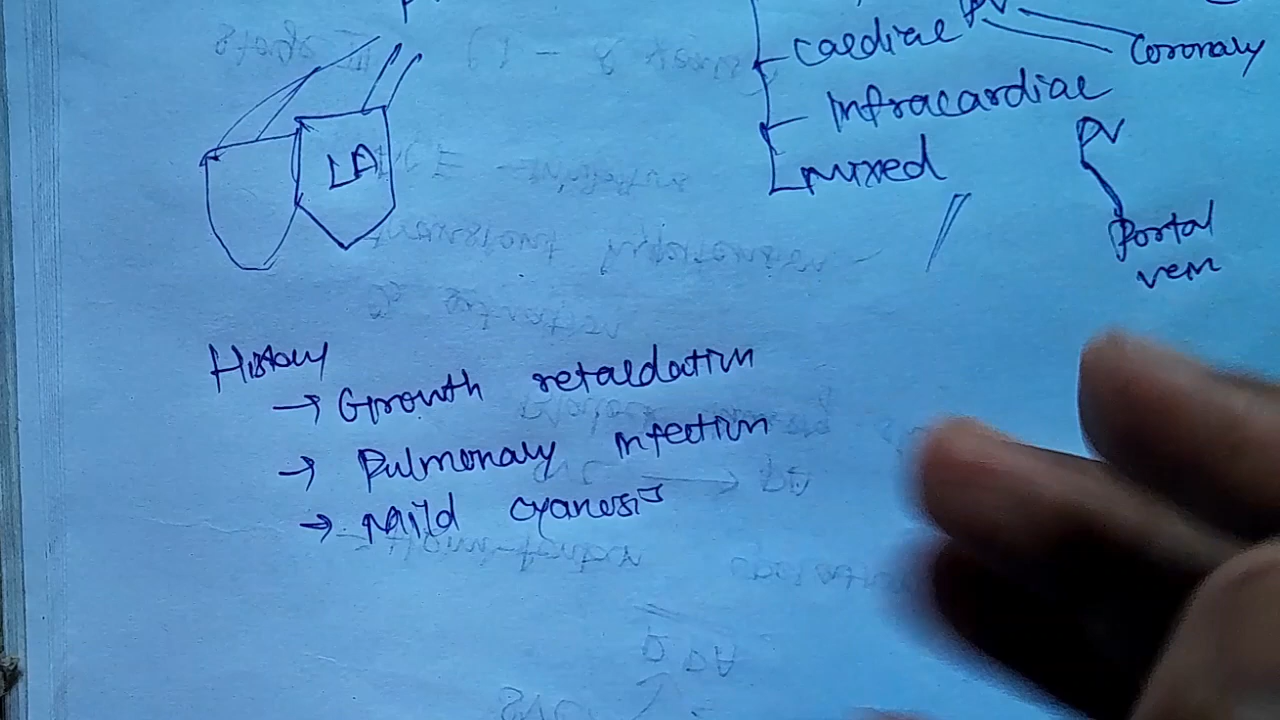 Cardiac PV
Coronary
Infracardiac
Mixed
PV
Portal
vein
LA
History
→ Growth retardation
→ Pulmonary infection
→ Mild cyanosis